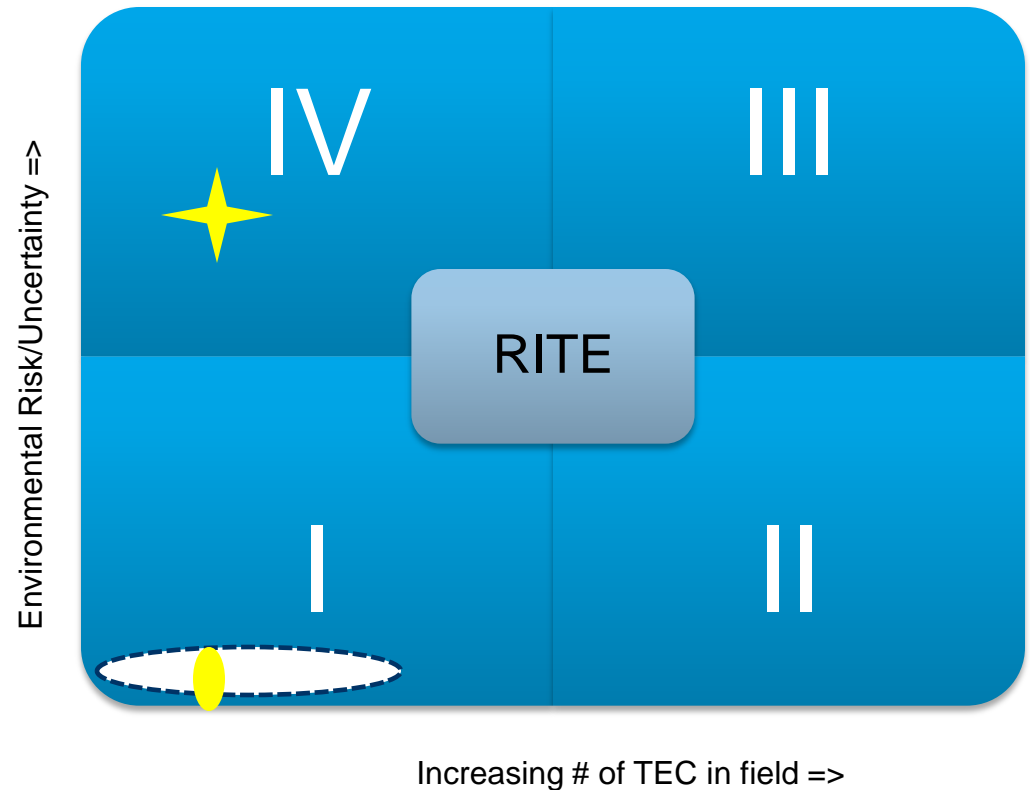 IV
III
Environmental Risk/Uncertainty =>
RITE
I
II
Increasing # of TEC in field =>